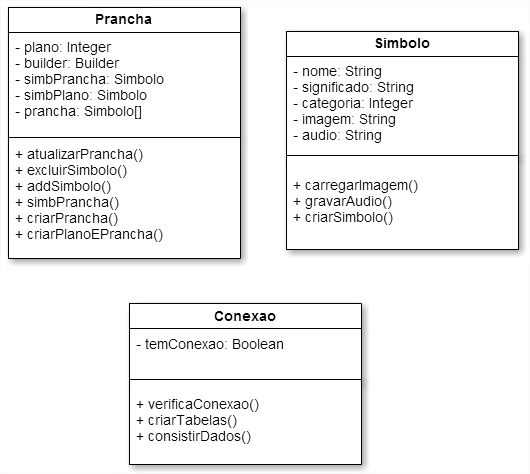 Prancha
- plano: Integer
- builder: Builder
- simbPrancha: Simbolo
- simbPlano: Simbolo
- prancha: Simbolo[]
+ atualizarPrancha()
+ excluirSimbolo()
+ addSimbolo()
+ simbPrancha()
+ criarPrancha()
+ criarPlanoEPrancha()
Simbolo
- nome: String
- significado: String
- categoria: Integer
- imagem: String
- audio: String
+ carregarImagem()
+ gravarAudio()
+ criarSimbolo()
Conexao
- temConexao: Boolean
+ verificaConexao()
+ criarTabelas()
+ consistirDados()